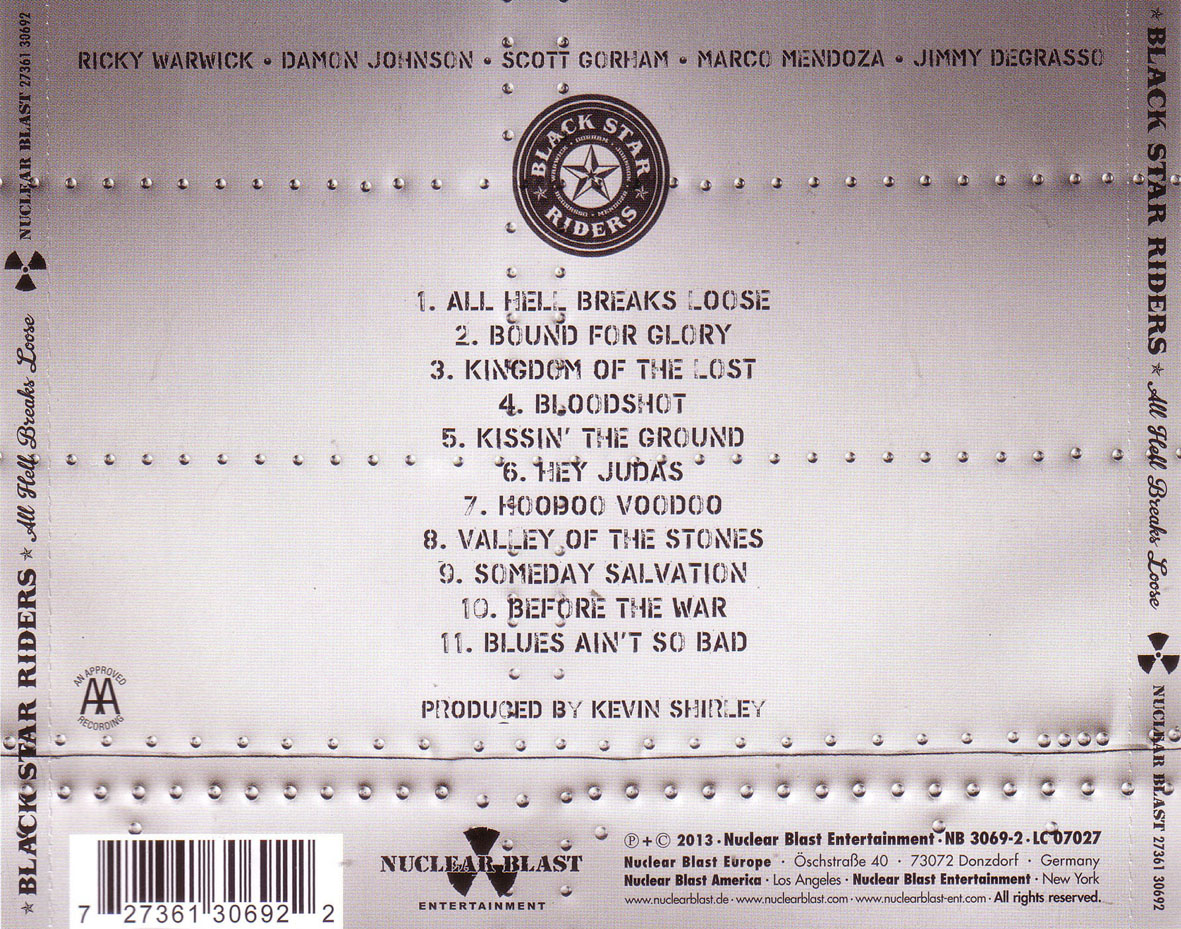 RICKY WARWICK • DAMON JOHNSON • SCOTT GORHAM • MARCO MENDOZA • JIMMY DEGRASSO
BLACK STAR
RIDERS
WARWICK • GORHAM • JOHNSON
DEGRASSO • MENDOZA
1. ALL HELL BREAKS LOOSE
2. BOUND FOR GLORY
3. KINGDOM OF THE LOST
4. BLOODSHOT
5. KISSIN' THE GROUND
6. HEY JUDAS
7. HOODOO VOODOO
8. VALLEY OF THE STONES
9. SOMEDAY SALVATION
10. BEFORE THE WAR
11. BLUES AIN'T SO BAD
PRODUCED BY KEVIN SHIRLEY
AN APPROVED
AA
RECORDING
7 27361 30692 2
NUCLEAR BLAST
ENTERTAINMENT
℗ + © 2013 · Nuclear Blast Entertainment · NB 3069-2 · LC 07027
Nuclear Blast Europe · Öschstraße 40 · 73072 Donzdorf · Germany
Nuclear Blast America · Los Angeles · Nuclear Blast Entertainment · New York
www.nuclearblast.de · www.nuclearblast.com · www.nuclearblast-ent.com · All rights reserved.
★ BLACK STAR RIDERS ★ All Hell Breaks Loose NUCLEAR BLAST 27361 30692
★ BLACK STAR RIDERS ★ All Hell Breaks Loose NUCLEAR BLAST 27361 30692